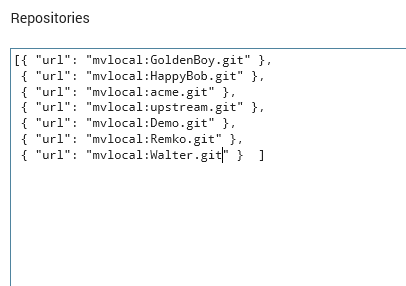 Repositories
[{ "url": "mvlocal:GoldenBoy.git" },
{ "url": "mvlocal:HappyBob.git" },
{ "url": "mvlocal:acme.git" },
{ "url": "mvlocal:upstream.git" },
{ "url": "mvlocal:Demo.git" },
{ "url": "mvlocal:Remko.git" },
{ "url": "mvlocal:Walter.git" }  ]